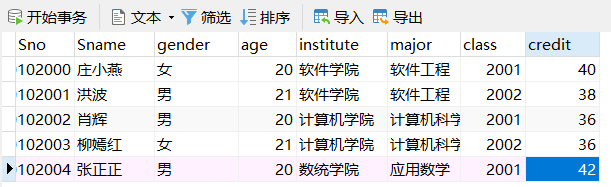 开始事务 文本 筛选 排序 导入 导出
Sno Sname gender age institute major class credit
102000 庄小燕 女 20 软件学院 软件工程 2001 40
102001 洪波 男 21 软件学院 软件工程 2002 38
102002 肖辉 男 20 计算机学院 计算机科学 2001 36
102003 柳嫣红 女 21 计算机学院 计算机科学 2002 36
102004 张正正 男 20 数统学院 应用数学 2001 42